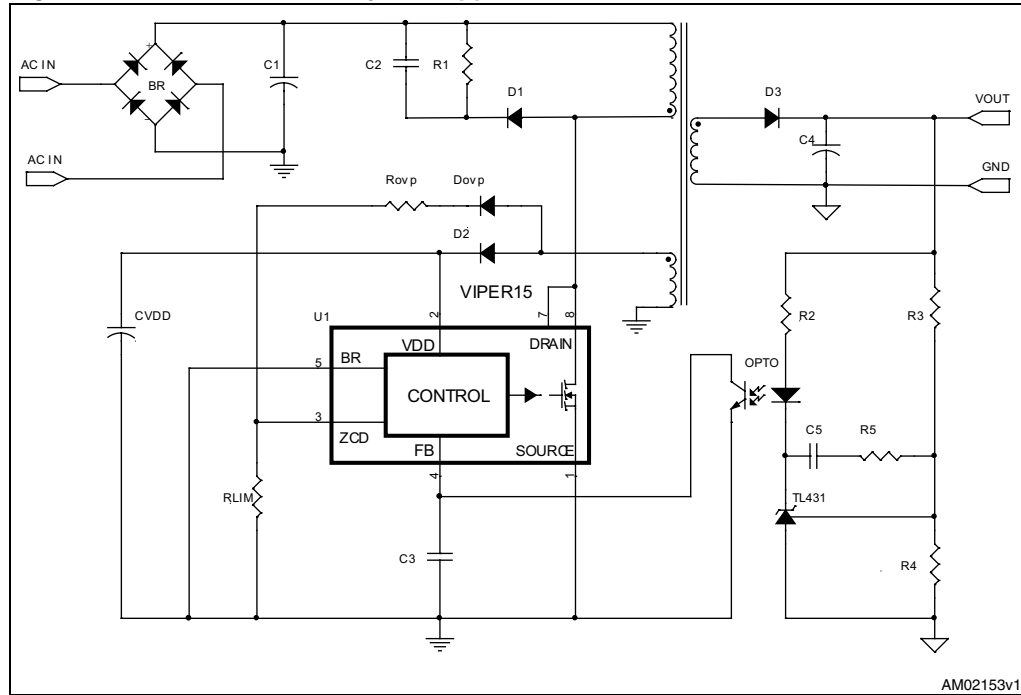 AC IN
BR
+
-
AC IN
C1
C2
R1
D1
D3
VOUT
C4
GND
Rovp
Dovp
D2
VIPER15
CVDD
U1
2
7
8
VDD
DRAIN
5
BR
CONTROL
3
ZCD
FB
SOURCE
4
1
RLIM
C3
R2
R3
OPTO
C5
R5
TL431
R4
AM02153v1